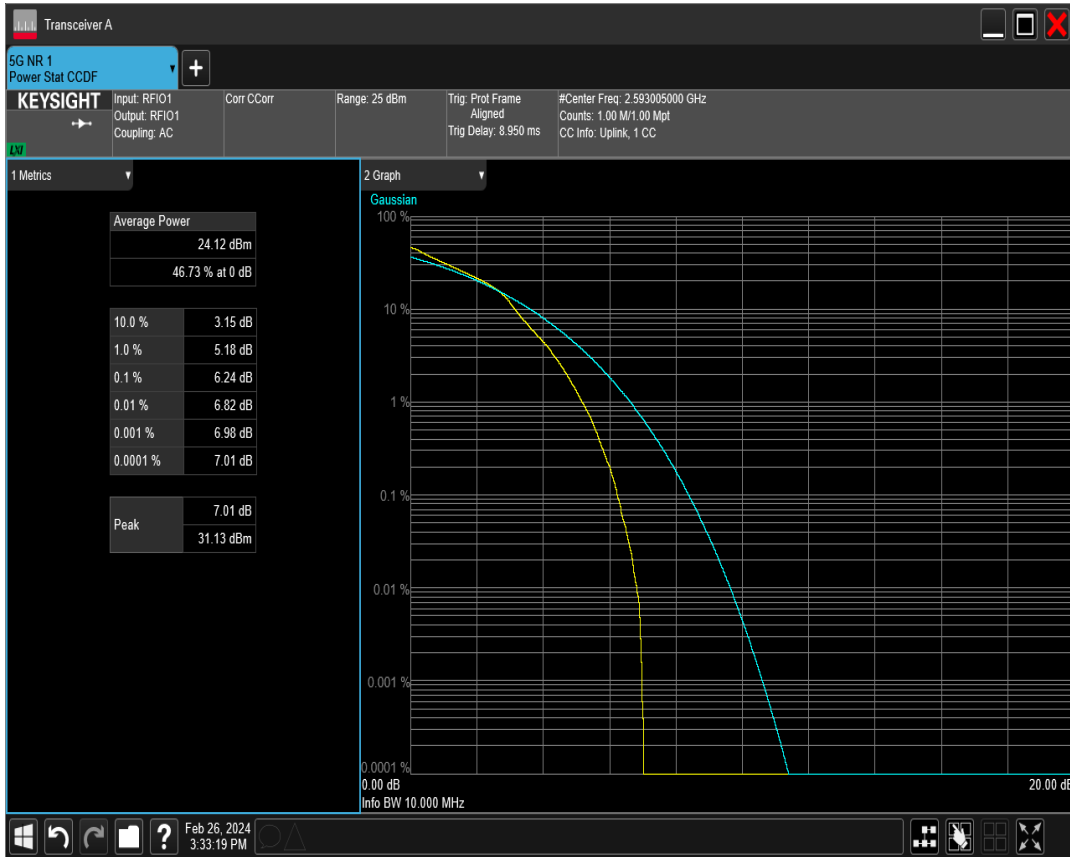 Transceiver A
5G NR 1
Power Stat CCDF
+
KEYSIGHT
LXI
Input: RFIO1
Output: RFIO1
Coupling: AC
Corr CCorr
Range: 25 dBm
Trig: Prot Frame
Aligned
Trig Delay: 8.950 ms
#Center Freq: 2.593005000 GHz
Counts: 1.00 M/1.00 Mpt
CC Info: Uplink, 1 CC
1 Metrics
Average Power
24.12 dBm
46.73 % at 0 dB
10.0 % 3.15 dB
1.0 % 5.18 dB
0.1 % 6.24 dB
0.01 % 6.82 dB
0.001 % 6.98 dB
0.0001 % 7.01 dB
Peak
7.01 dB
31.13 dBm
2 Graph
Gaussian
100 %
10 %
1 %
0.1 %
0.01 %
0.001 %
0.0001 %
0.00 dB 20.00 dB
Info BW 10.000 MHz
?
Feb 26, 2024
3:33:19 PM